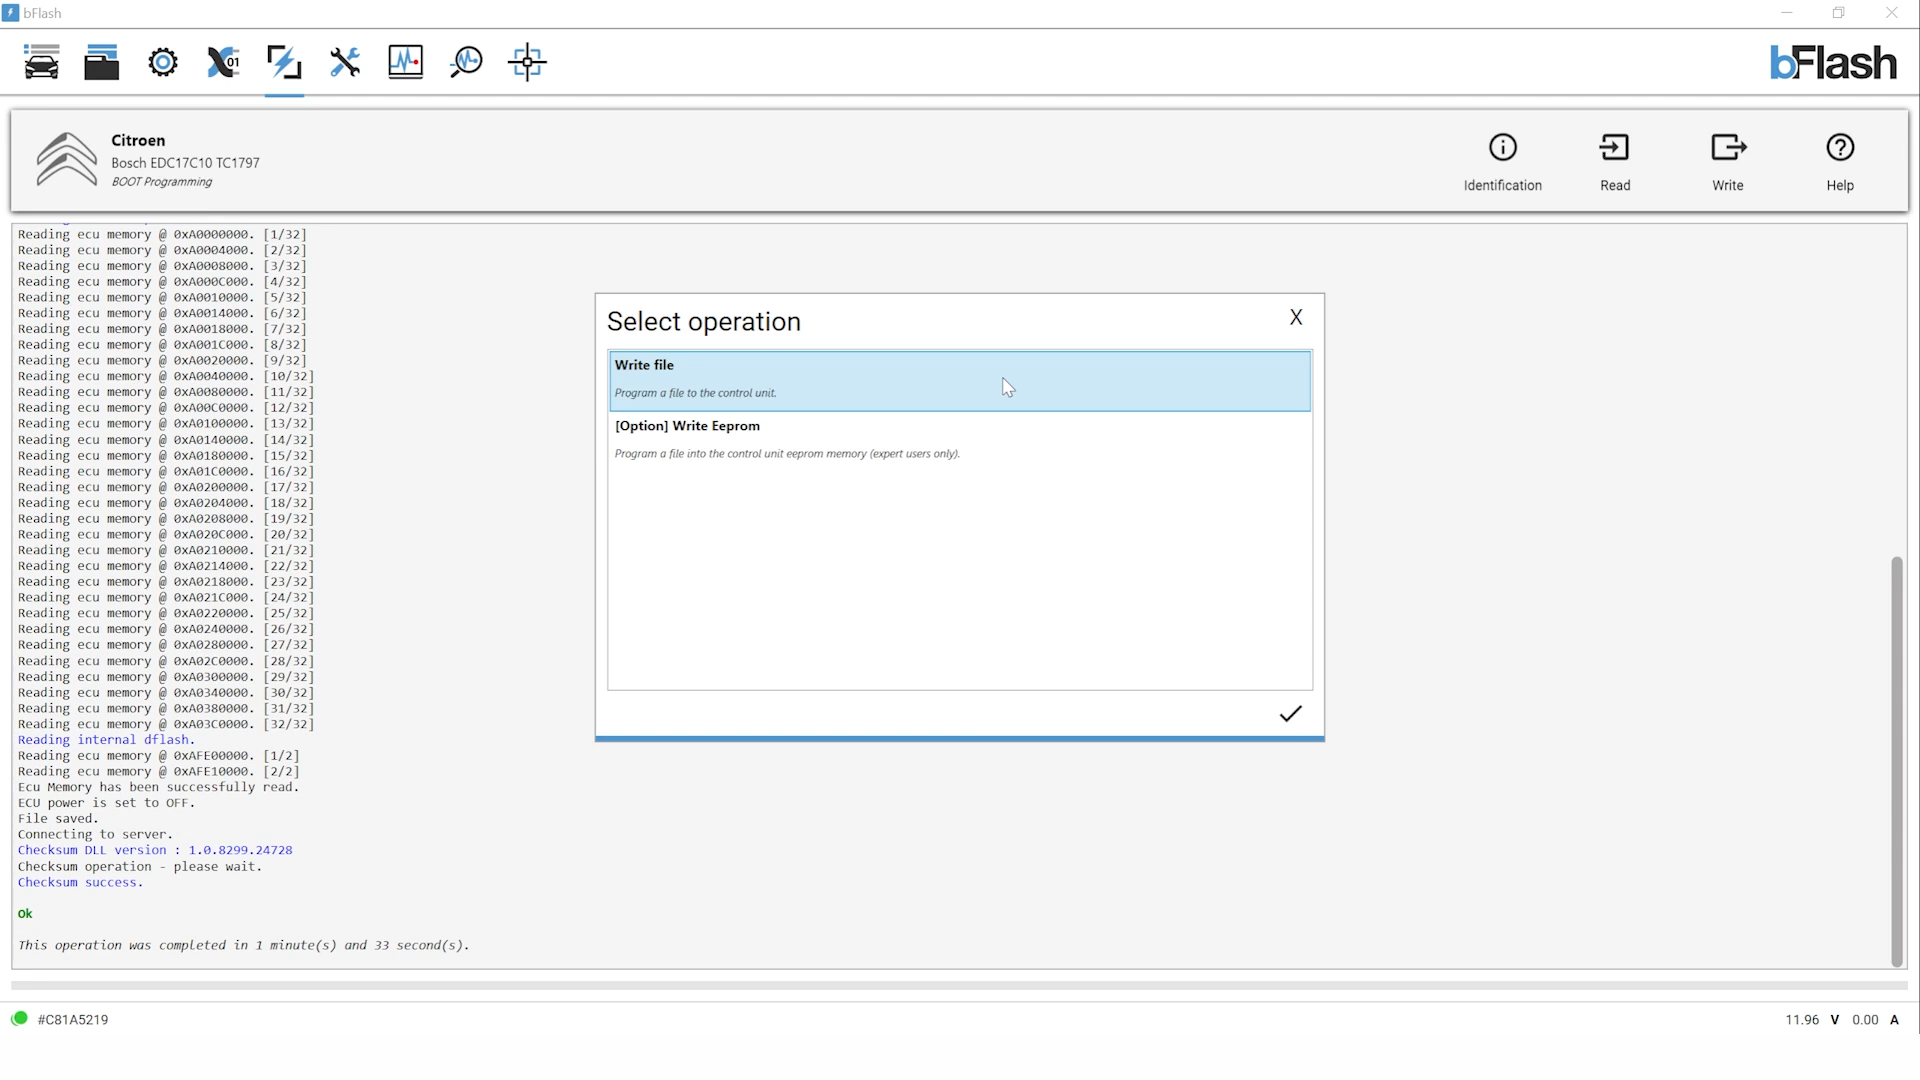 bFlash
01
bFlash
Citroen
Bosch EDC17C10 TC1797
BOOT Programming
Identification
Read
Write
Help
Reading ecu memory @ 0xA0000000. [1/32]
Reading ecu memory @ 0xA0004000. [2/32]
Reading ecu memory @ 0xA0008000. [3/32]
Reading ecu memory @ 0xA000C000. [4/32]
Reading ecu memory @ 0xA0010000. [5/32]
Reading ecu memory @ 0xA0014000. [6/32]
Reading ecu memory @ 0xA0018000. [7/32]
Reading ecu memory @ 0xA001C000. [8/32]
Reading ecu memory @ 0xA0020000. [9/32]
Reading ecu memory @ 0xA0040000. [10/32]
Reading ecu memory @ 0xA0080000. [11/32]
Reading ecu memory @ 0xA00C0000. [12/32]
Reading ecu memory @ 0xA0100000. [13/32]
Reading ecu memory @ 0xA0140000. [14/32]
Reading ecu memory @ 0xA0180000. [15/32]
Reading ecu memory @ 0xA01C0000. [16/32]
Reading ecu memory @ 0xA0200000. [17/32]
Reading ecu memory @ 0xA0204000. [18/32]
Reading ecu memory @ 0xA0208000. [19/32]
Reading ecu memory @ 0xA020C000. [20/32]
Reading ecu memory @ 0xA0210000. [21/32]
Reading ecu memory @ 0xA0214000. [22/32]
Reading ecu memory @ 0xA0218000. [23/32]
Reading ecu memory @ 0xA021C000. [24/32]
Reading ecu memory @ 0xA0220000. [25/32]
Reading ecu memory @ 0xA0240000. [26/32]
Reading ecu memory @ 0xA0280000. [27/32]
Reading ecu memory @ 0xA02C0000. [28/32]
Reading ecu memory @ 0xA0300000. [29/32]
Reading ecu memory @ 0xA0340000. [30/32]
Reading ecu memory @ 0xA0380000. [31/32]
Reading ecu memory @ 0xA03C0000. [32/32]
Reading internal dflash.
Reading ecu memory @ 0xAFE00000. [1/2]
Reading ecu memory @ 0xAFE10000. [2/2]
Ecu Memory has been successfully read.
ECU power is set to OFF.
File saved.
Connecting to server.
Checksum DLL version : 1.0.8299.24728
Checksum operation - please wait.
Checksum success.
Ok
This operation was completed in 1 minute(s) and 33 second(s).
Select operation
X
Write file
Program a file to the control unit.
[Option] Write Eeprom
Program a file into the control unit eeprom memory (expert users only).
#C81A5219
11.96 V 0.00 A